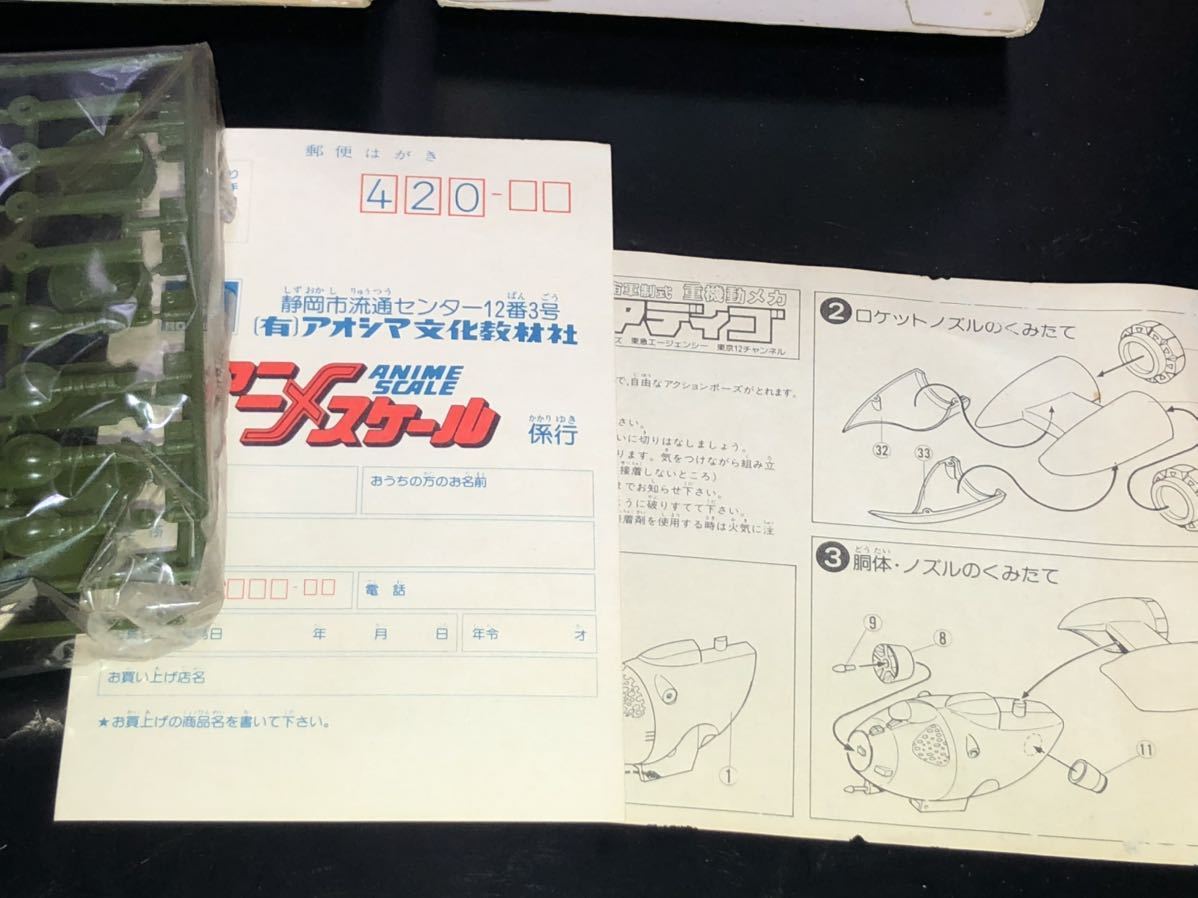 郵便はがき
420-
しずおかし りゅうつう ばん ごう
静岡市流通センター12番3号
(有)アオシマ文化教材社
ANIME SCALE
アニメスケール
かかり ゆき
係行
おうちの方のお名前
電話
年 月 日
年令 才
お買い上げ店名
★お買上げの商品名を書いて下さい。
軍制式 重機動メカ
アディゴ
ズ 東急エージェンシー 東京12チャンネル
で、自由なアクションポーズがとれます。
さい。
いに切りはなしましょう。
ります。気をつけながら組み立
接着しないところ)
までお知らせ下さい。
ように破りすてて下さい。
着剤を使用する時は火気に注
1
2 ロケットノズルのくみたて
32
33
3 胴体・ノズルのくみたて
どうたい
9
8
11